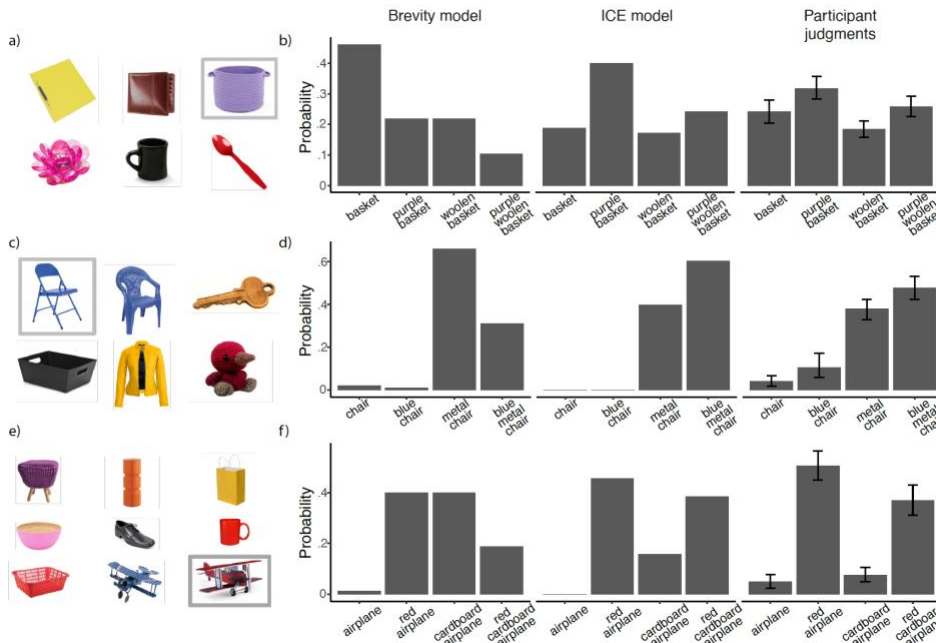 Brevity model
ICE model
Participant
judgments
a)
b)
Probability
.4
.3
.2
.1
0
basket
purple
basket
woolen
basket
purple
woolen
basket
basket
purple
basket
woolen
basket
purple
woolen
basket
basket
purple
basket
woolen
basket
purple
woolen
basket
c)
d)
Probability
.6
.4
.2
0
chair
blue
chair
metal
chair
blue
metal
chair
chair
blue
chair
metal
chair
blue
metal
chair
chair
blue
chair
metal
chair
blue
metal
chair
e)
f)
Probability
.4
.2
0
airplane
red
airplane
cardboard
airplane
red
cardboard
airplane
airplane
red
airplane
cardboard
airplane
red
cardboard
airplane
airplane
red
airplane
cardboard
airplane
red
cardboard
airplane